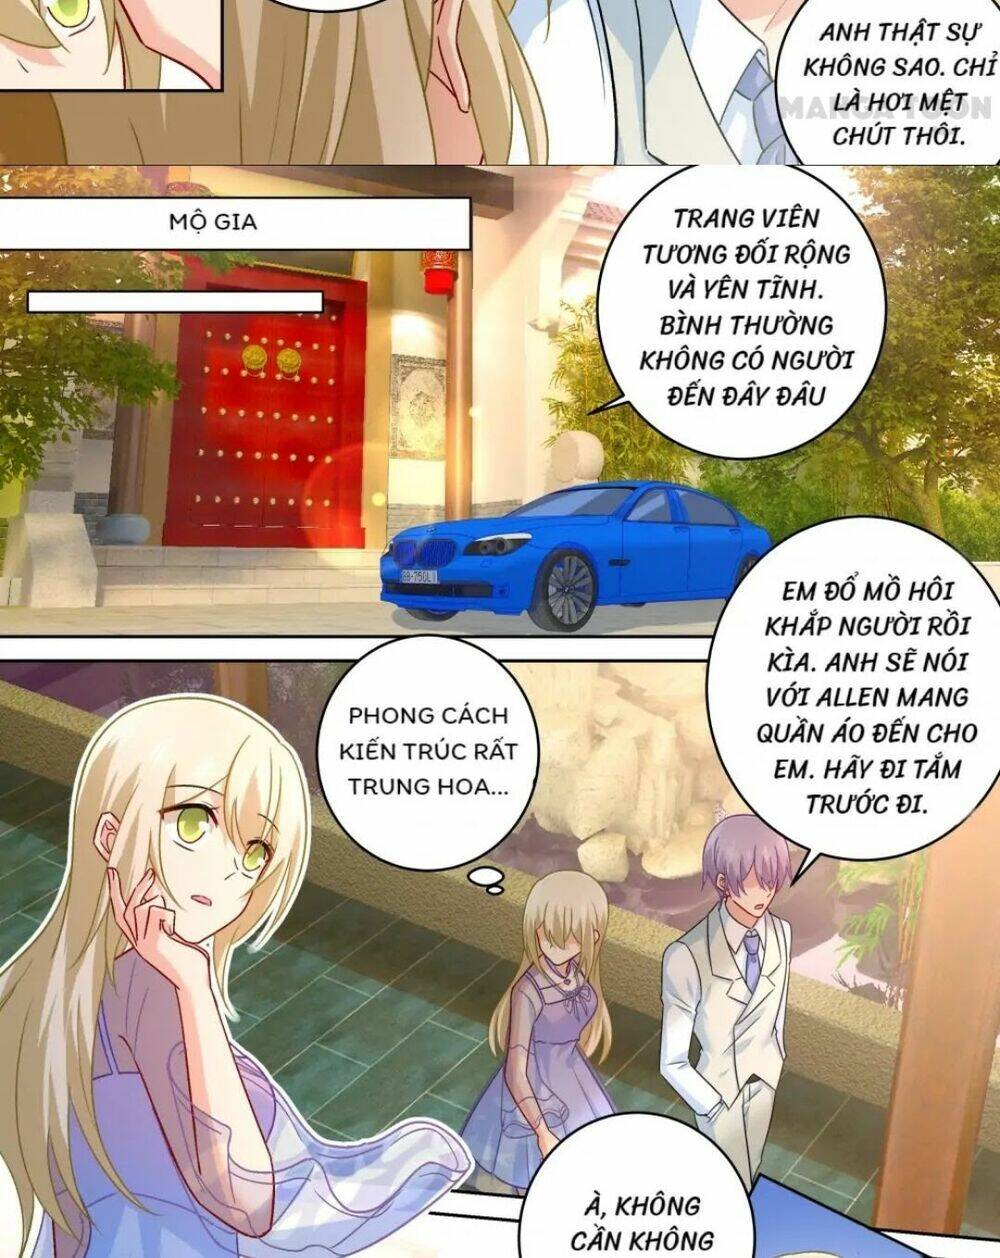 ANH THẬT SỰ
KHÔNG SAO. CHỈ
LÀ HƠI MỆT
CHÚT THÔI.
MANGATOON
MỘ GIA
TRANG VIÊN
TƯƠNG ĐỐI RỘNG
VÀ YÊN TĨNH.
BÌNH THƯỜNG
KHÔNG CÓ NGƯỜI
ĐẾN ĐÂY ĐÂU
EM ĐỔ MỒ HÔI
KHẮP NGƯỜI RỒI
KÌA. ANH SẼ NÓI
VỚI ALLEN MANG
QUẦN ÁO ĐẾN CHO
EM. HÃY ĐI TẮM
TRƯỚC ĐI.
PHONG CÁCH
KIẾN TRÚC RẤT
TRUNG HOA...
À, KHÔNG
CẦN KHÔNG